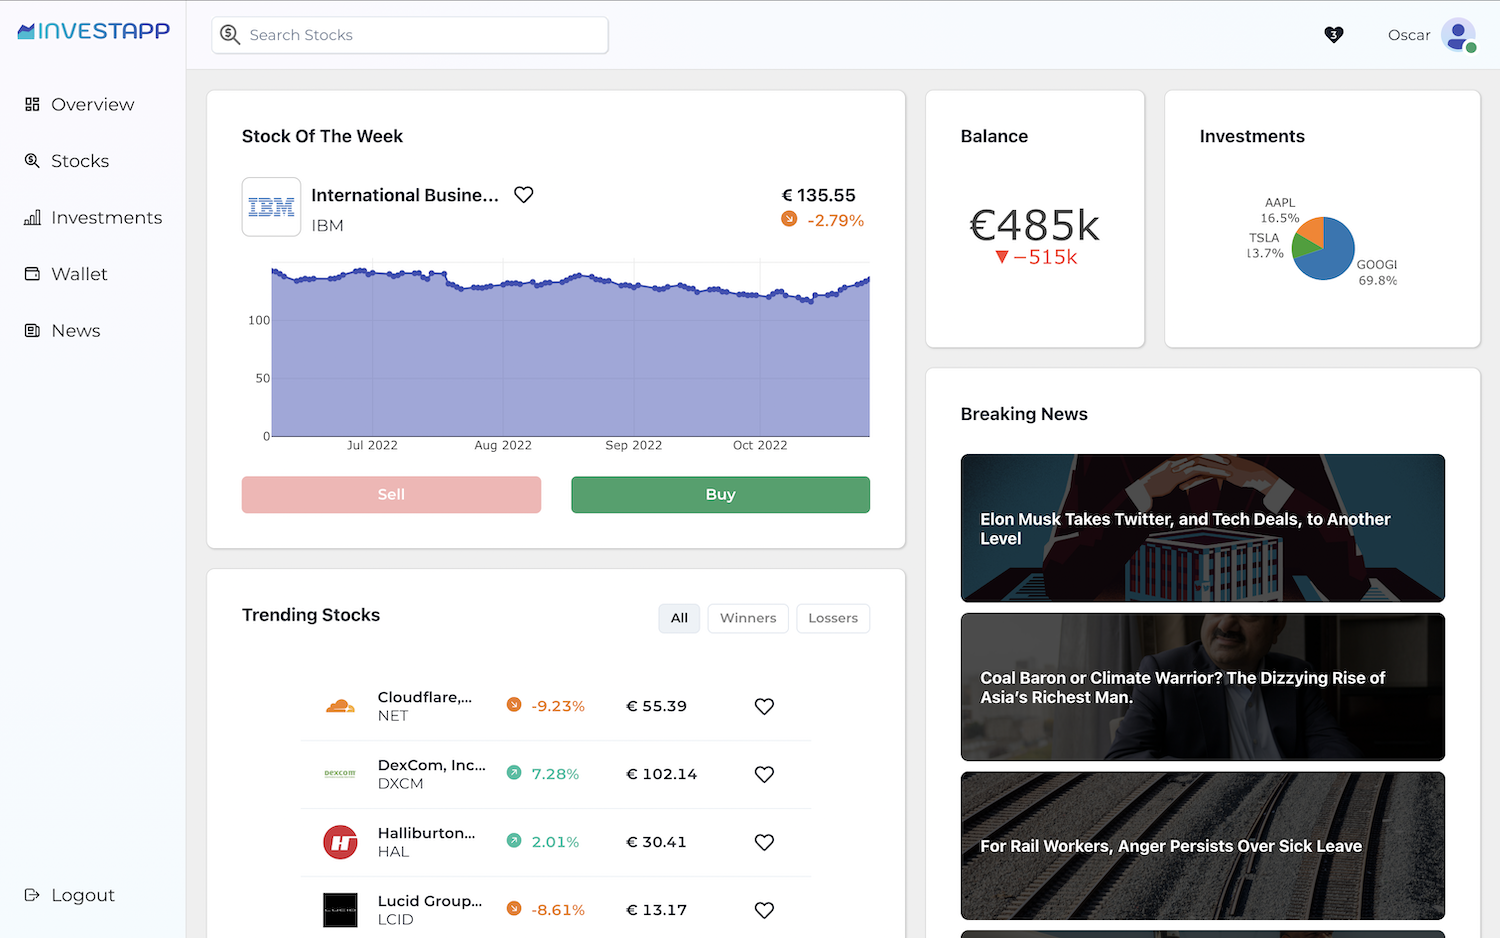 INVESTAPP
Search Stocks
3
Oscar
Overview
Stocks
Investments
Wallet
News
Logout
Stock Of The Week
IBM
International Busine...
IBM
€ 135.55
-2.79%
100
50
0
Jul 2022
Aug 2022
Sep 2022
Oct 2022
Sell
Buy
Balance
€485k
▼−515k
Investments
AAPL
16.5%
TSLA
13.7%
GOOGL
69.8%
Breaking News
Elon Musk Takes Twitter, and Tech Deals, to Another
Level
Coal Baron or Climate Warrior? The Dizzying Rise of
Asia’s Richest Man.
For Rail Workers, Anger Persists Over Sick Leave
Trending Stocks
All
Winners
Lossers
Cloudflare,...
NET
-9.23%
€ 55.39
Dexcom
DexCom, Inc...
DXCM
7.28%
€ 102.14
H
Halliburton...
HAL
2.01%
€ 30.41
LUCID
Lucid Group...
LCID
-8.61%
€ 13.17